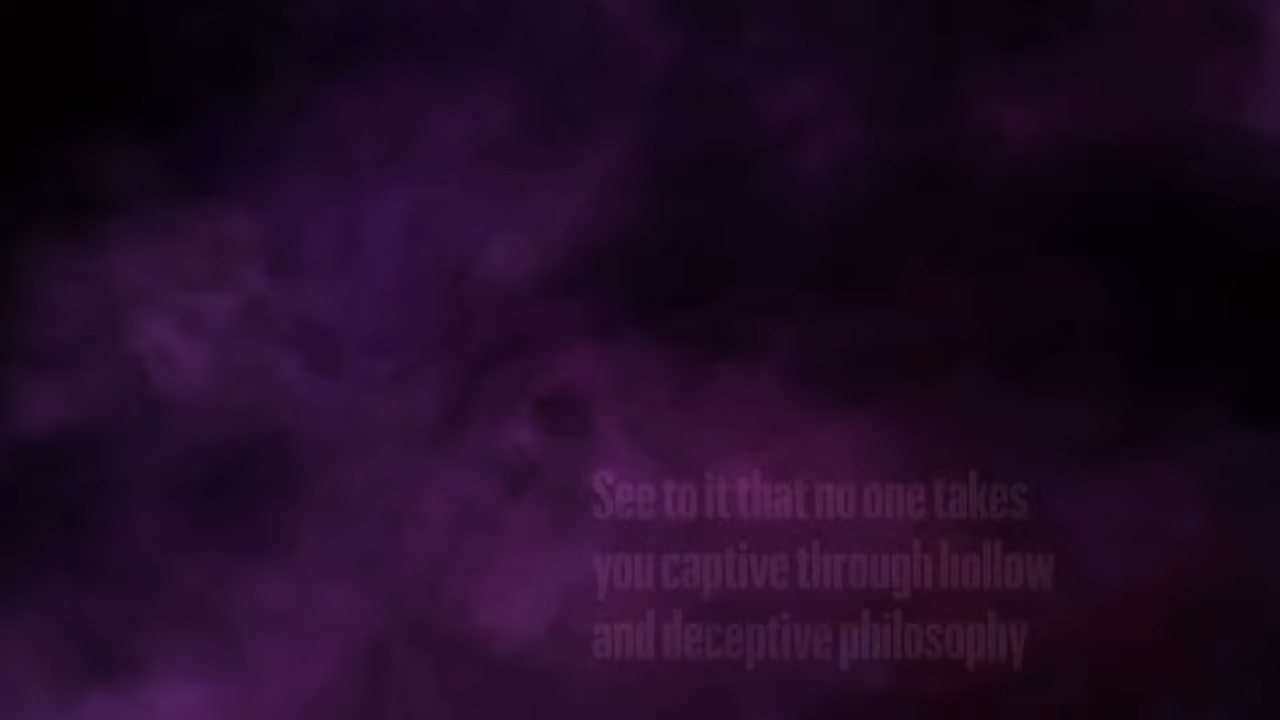 See to it that no one takes
you captive through hollow
and deceptive philosophy